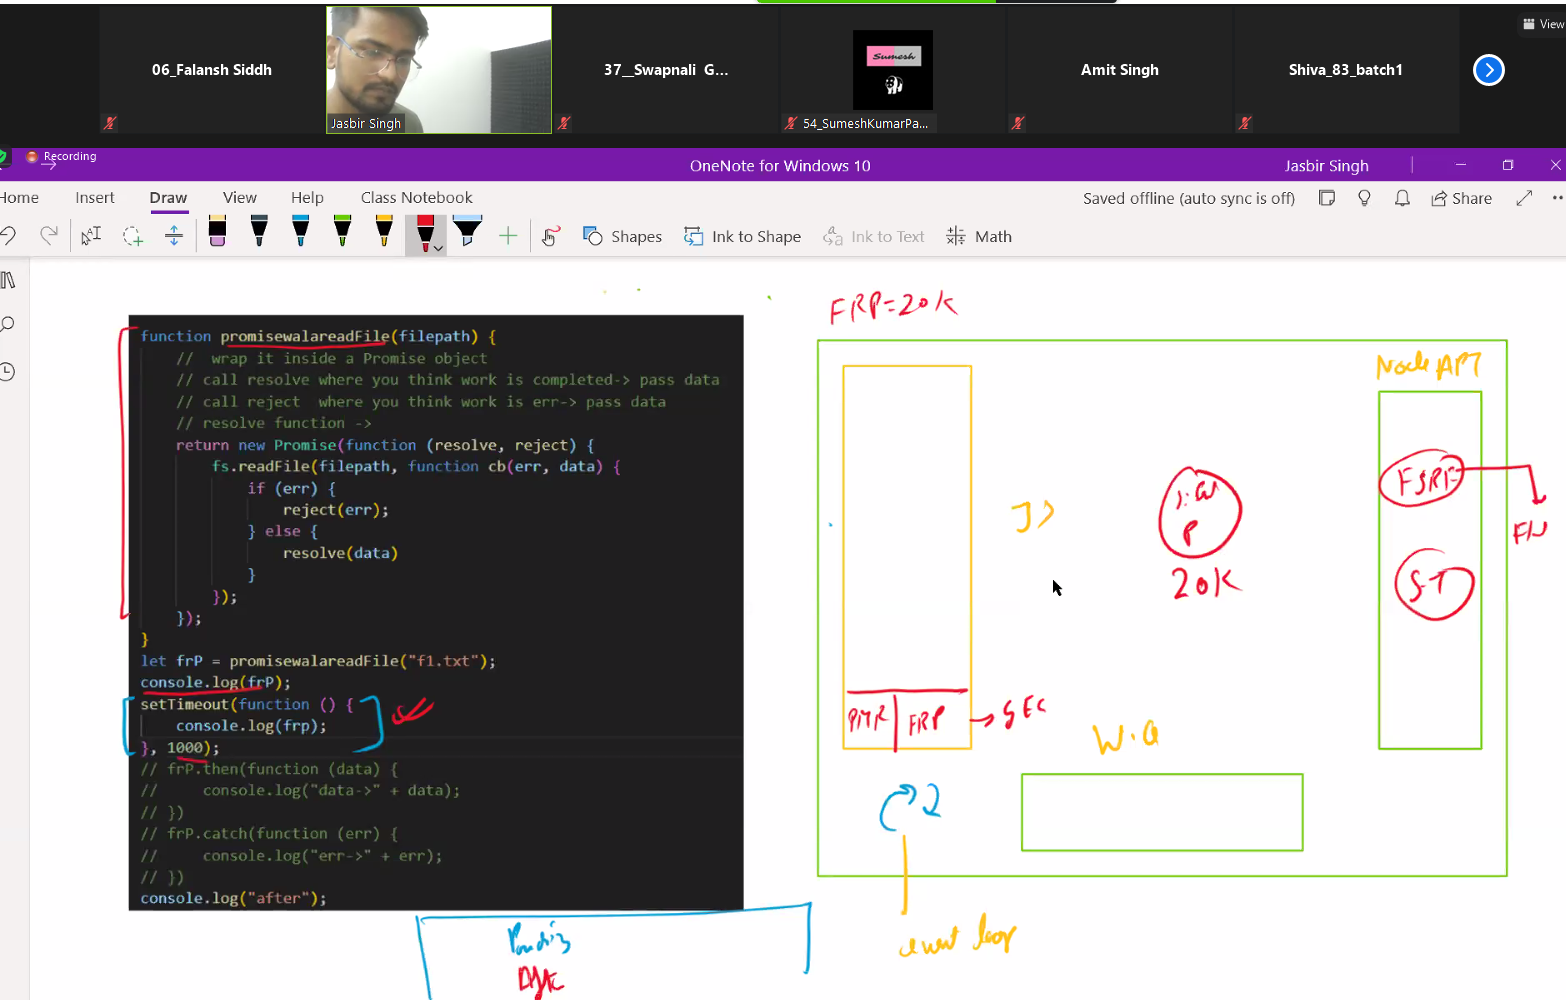 View
06_Falansh Siddh
37__Swapnali G...
Sumesh
Amit Singh
Shiva_83_batch1
Jasbir Singh
54_SumeshKumarPa...
Recording
OneNote for Windows 10
Jasbir Singh
Home
Insert
Draw
View
Help
Class Notebook
Saved offline (auto sync is off)
Share
Shapes
Ink to Shape
Ink to Text
Math
function promisewalareadFile(filepath) {
// wrap it inside a Promise object
// call resolve where you think work is completed-> pass data
// call reject where you think work is err-> pass data
// resolve function ->
return new Promise(function (resolve, reject) {
fs.readFile(filepath, function cb(err, data) {
if (err) {
reject(err);
} else {
resolve(data)
}
});
});
}
let frP = promisewalareadFile("f1.txt");
console.log(frP);
setTimeout(function () {
console.log(frp);
}, 1000);
// frP.then(function (data) {
// console.log("data->" + data);
// })
// frP.catch(function (err) {
// console.log("err->" + err);
// })
console.log("after");
FRP=20K
Node API
FSRF
FN
P
20K
S-T
FRP
GEC
W.Q
event loop